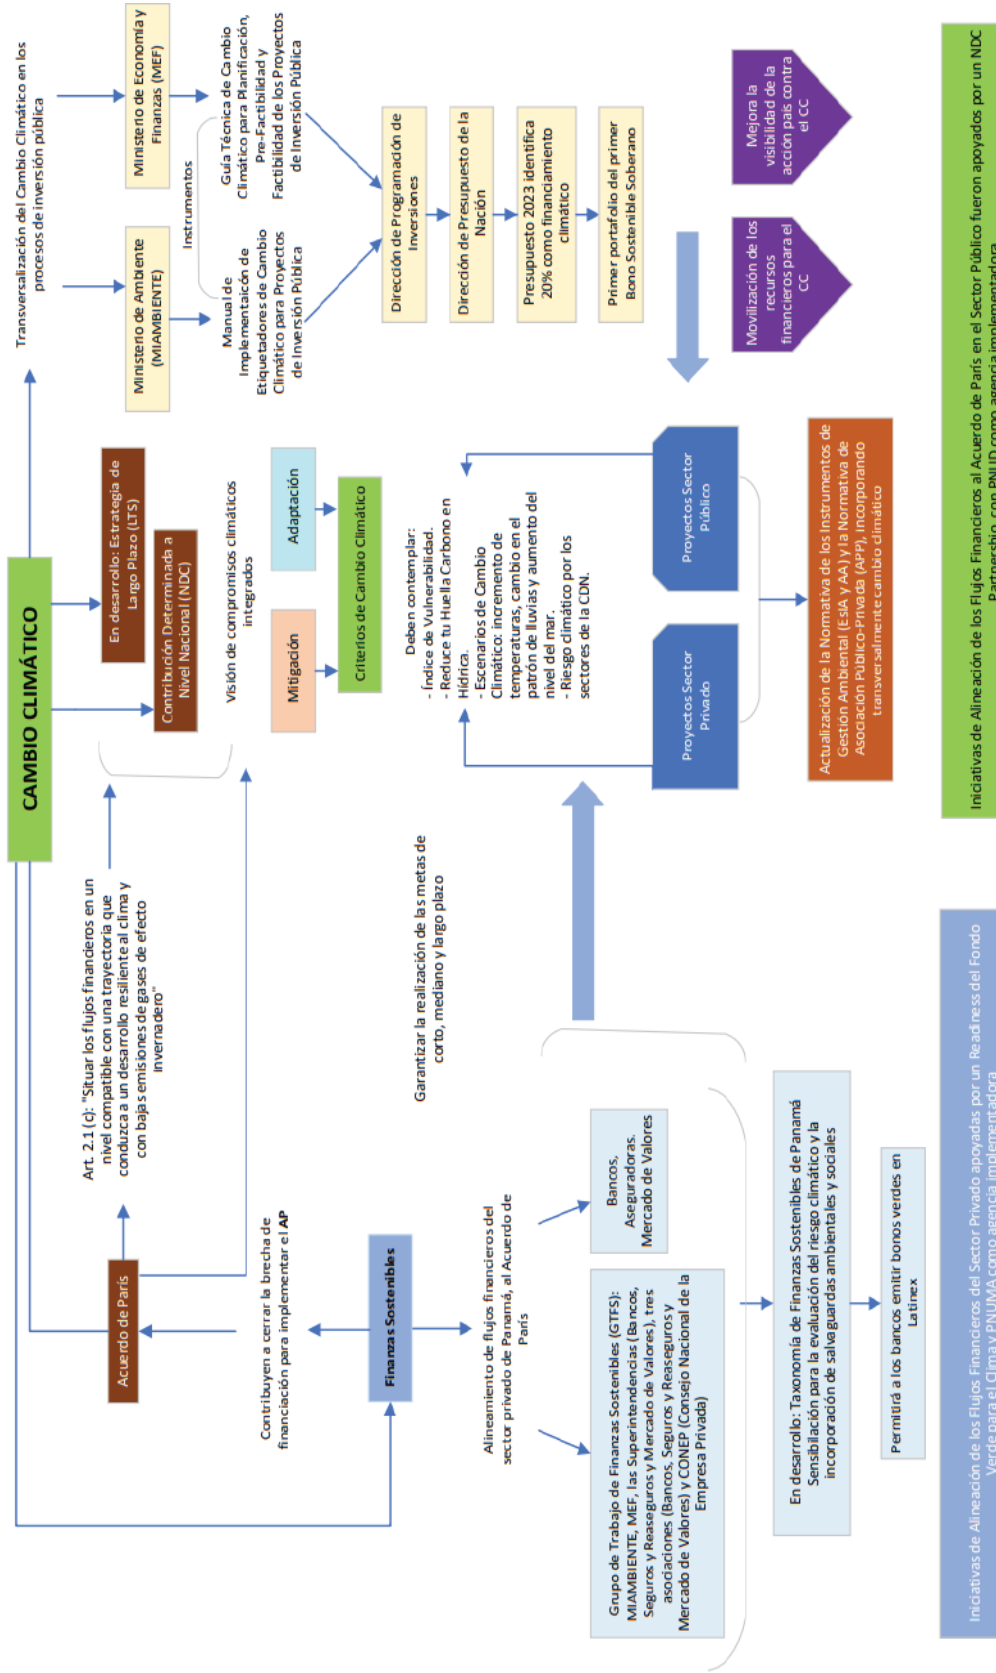 CAMBIO CLIMÁTICO
Acuerdo de París
Art. 2.1 (c): "Situar los flujos financieros en un
nivel compatible con una trayectoria que
conduzca a un desarrollo resiliente al clima y
con bajas emisiones de gases de efecto
invernadero"
En desarrollo: Estrategia de
Largo Plazo (LTS)
Contribución Determinada a
Nivel Nacional (NDC)
Visión de compromisos climáticos
integrados
Mitigación
Adaptación
Criterios de Cambio Climático
Transversalización del Cambio Climático en los
procesos de inversión pública
Ministerio de Ambiente
(MIAMBIENTE)
Ministerio de Economía y
Finanzas (MEF)
Instrumentos
Manual de
Implementaicón de
Etiquetadores de Cambio
Climático para Proyectos
de Inversión Pública
Guía Técnica de Cambio
Climático para Planificación,
Pre-Factibilidad y
Factibilidad de los Proyectos
de Inversión Pública
Dirección de Programación de
Inversiones
Dirección de Presupuesto de la
Nación
Presupuesto 2023 identifica
20% como financiamiento
climático
Primer portafolio del primer
Bono Sostenible Soberano
Contribuyen a cerrar la brecha de
financiación para implementar el AP
Finanzas Sostenibles
Alineamiento de flujos financieros del
sector privado de Panamá, al Acuerdo de
París
Grupo de Trabajo de Finanzas Sostenibles (GTFS):
MIAMBIENTE, MEF, las Superintendencias (Bancos,
Seguros y Reaseguros y Mercado de Valores), tres
asociaciones (Bancos, Seguros y Reaseguros y
Mercado de Valores) y CONEP (Consejo Nacional de la
Empresa Privada)
Bancos,
Aseguradoras.
Mercado de Valores
En desarrollo: Taxonomía de Finanzas Sostenibles de Panamá
Sensibilación para la evaluación del riesgo climático y la
incorporación de salvaguardas ambientales y sociales
Permitirá a los bancos emitir bonos verdes en
Latinex
Garantizar la realización de las metas de
corto, mediano y largo plazo
Deben contemplar:
- Índice de Vulnerabilidad.
- Reduce tu Huella Carbono en
Hídrica.
- Escenarios de Cambio
Climático: incremento de
temperaturas, cambio en el
patrón de lluvias y aumento del
nivel del mar.
- Riesgo climático por los
sectores de la CDN.
Proyectos Sector
Privado
Proyectos Sector
Público
Actualización de la Normativa de los Instrumentos de
Gestión Ambiental (EsIA y AA) y la Normativa de
Asociación Público-Privada (APP), incorporando
transversalmente cambio climático
Movilización de los
recursos
financieros para el
CC
Mejora la
visibilidad de la
acción país contra
el CC
Iniciativas de Alineación de los Flujos Financieros del Sector Privado apoyadas por un Readiness del Fondo
Verde para el Clima y PNUMA como agencia implementadora
Iniciativas de Alineación de los Flujos Financieros al Acuerdo de París en el Sector Público fueron apoyados por un NDC
Partnership, con PNUD como agencia implementadora